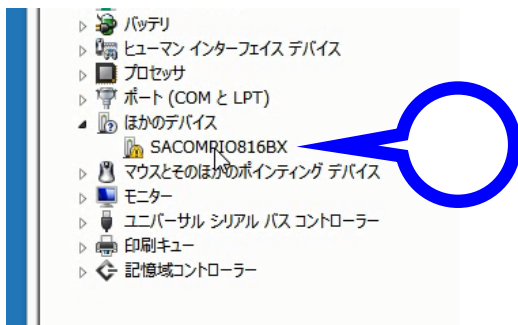 バッテリ
ヒューマン インターフェイス デバイス
プロセッサ
ポート (COM と LPT)
ほかのデバイス
SACOMPIO816BX
マウスとそのほかのポインティング デバイス
モニター
ユニバーサル シリアル バス コントローラー
印刷キュー
記憶域コントローラー